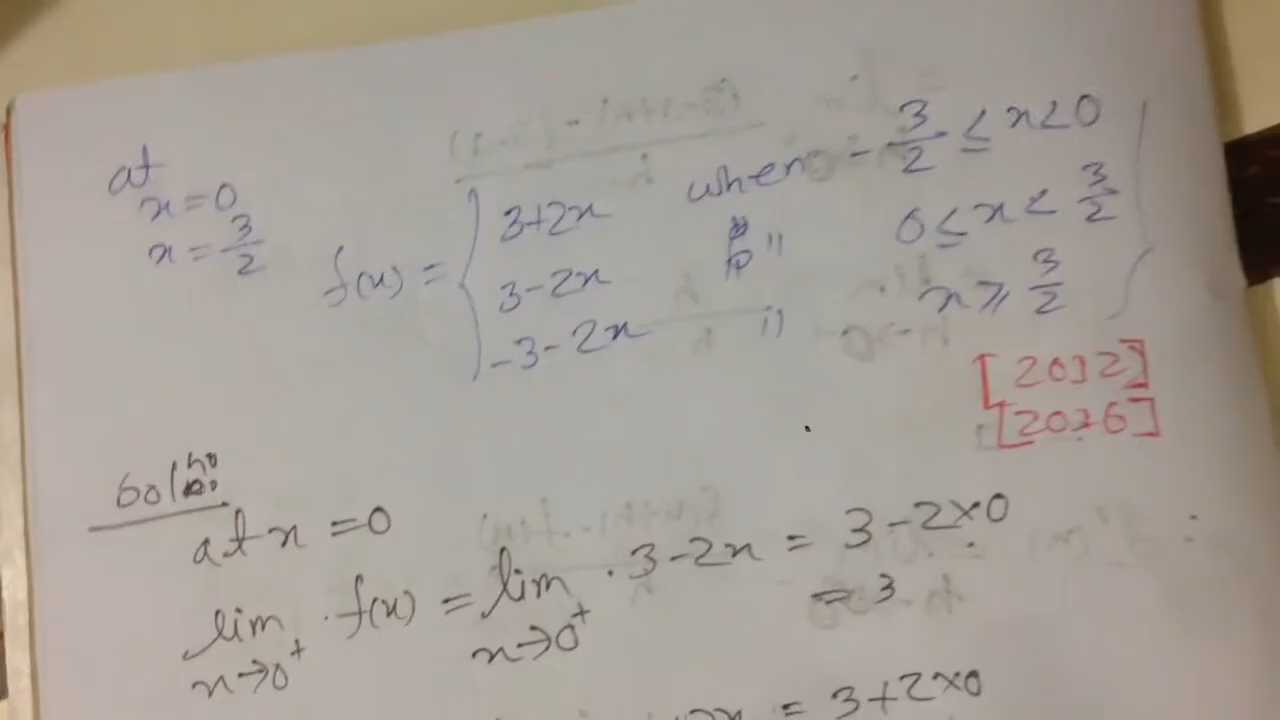 at
x=0
x=3/2
f(x) = { 3+2x when -3/2 ≤ x<0
3-2x " 0≤x< 3/2
-3-2x " x≥ 3/2 }
[2012]
[2016]
Solno
at x=0
lim x→0+ .f(x) = lim x→0+ . 3-2x = 3-2×0
= 3
= 3+2×0